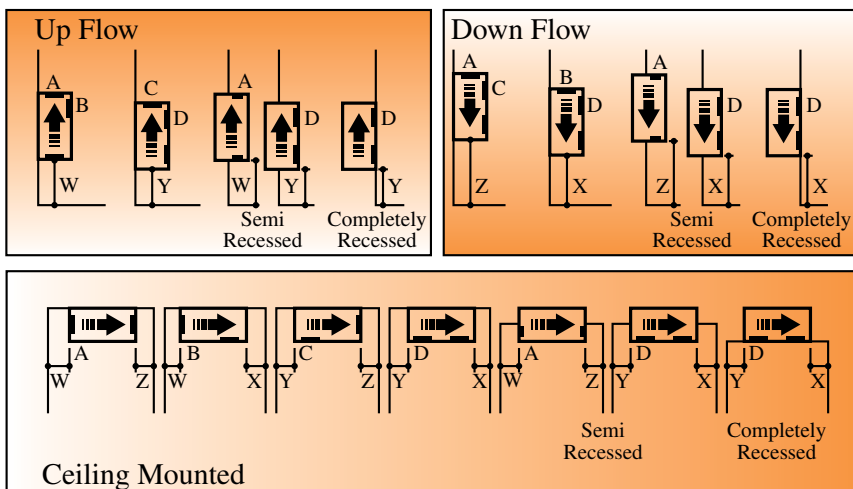 Up Flow
A
B
W
C
D
Y
A
W
D
Y
Semi
Recessed
D
Y
Completely
Recessed
Down Flow
A
C
Z
B
D
X
A
Z
D
X
Semi
Recessed
D
X
Completely
Recessed
A
W
Z
B
W
X
C
Y
Z
D
Y
X
A
W
Z
D
Y
X
Semi
Recessed
D
Y
X
Completely
Recessed
Ceiling Mounted